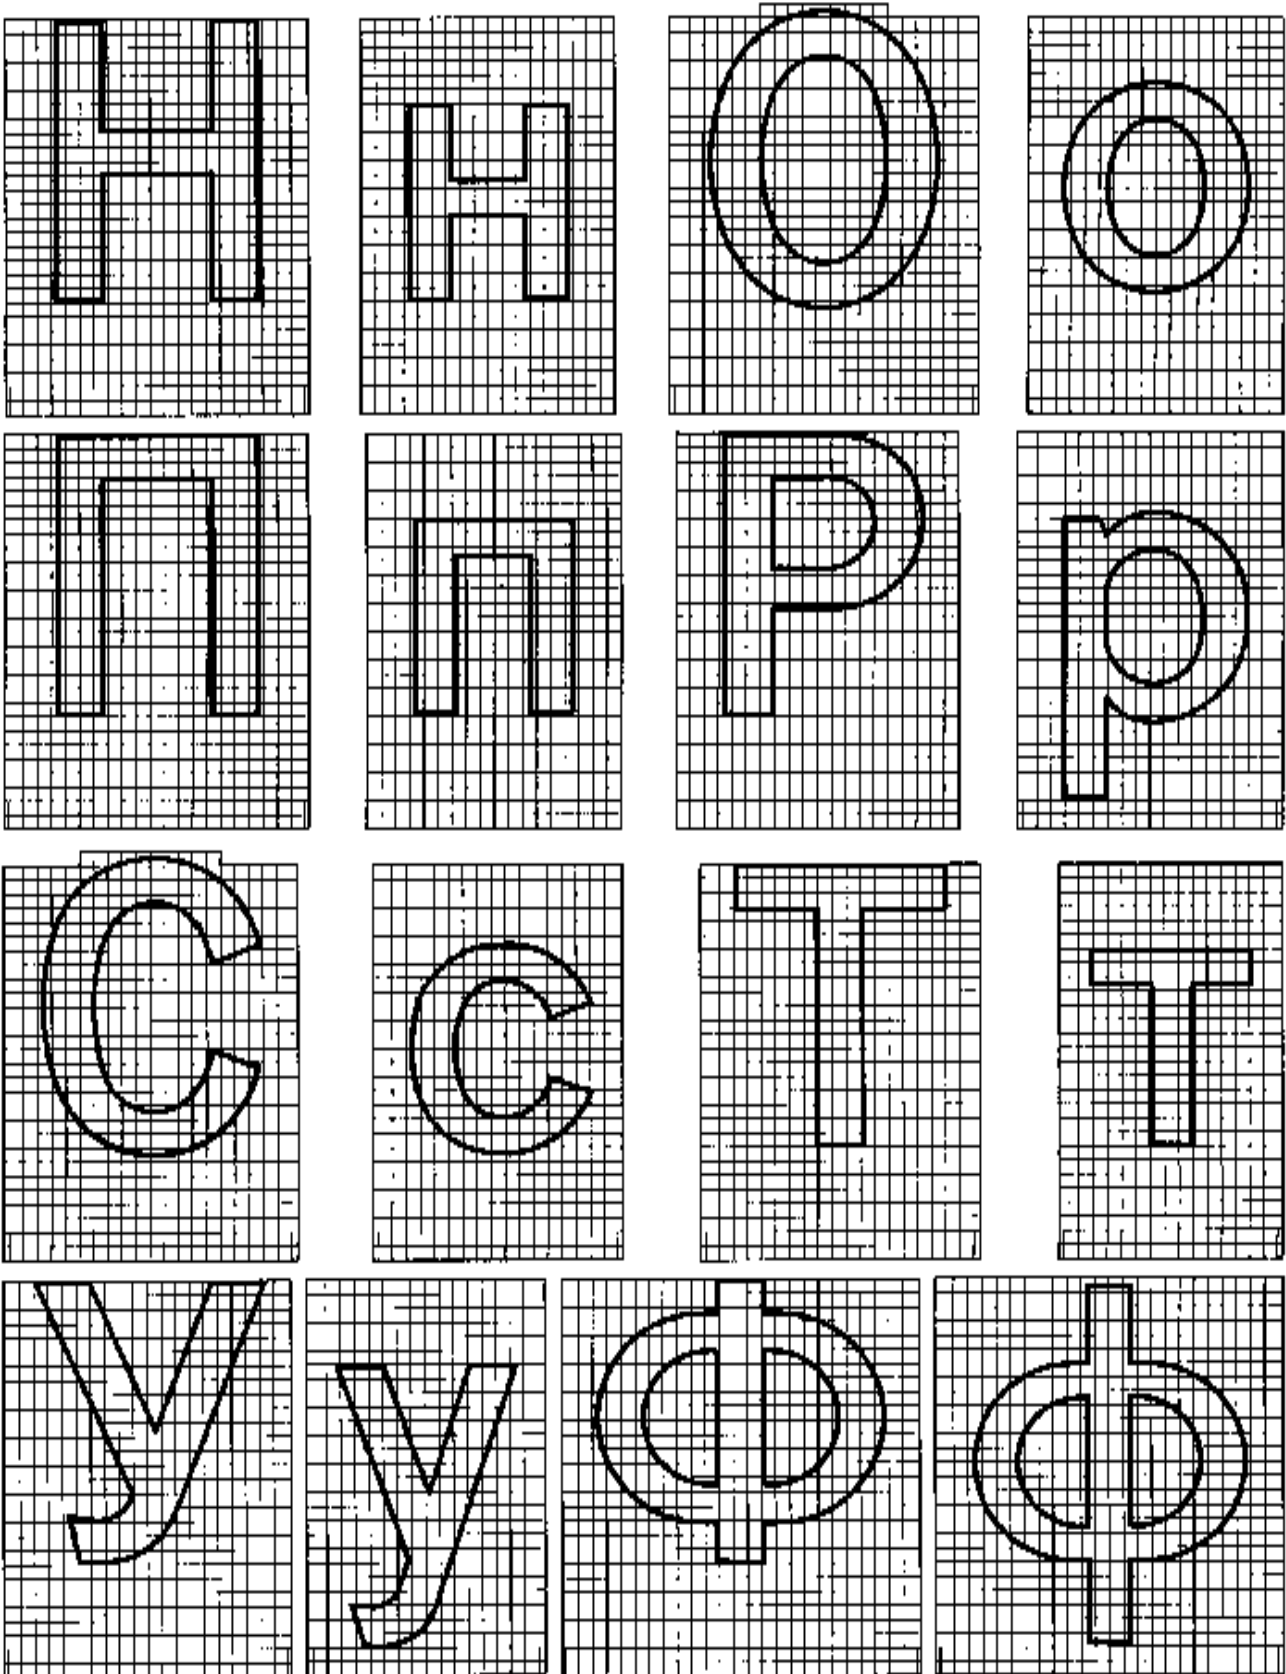 Н н О о
П п Р р
С с Т т
У у Ф ф